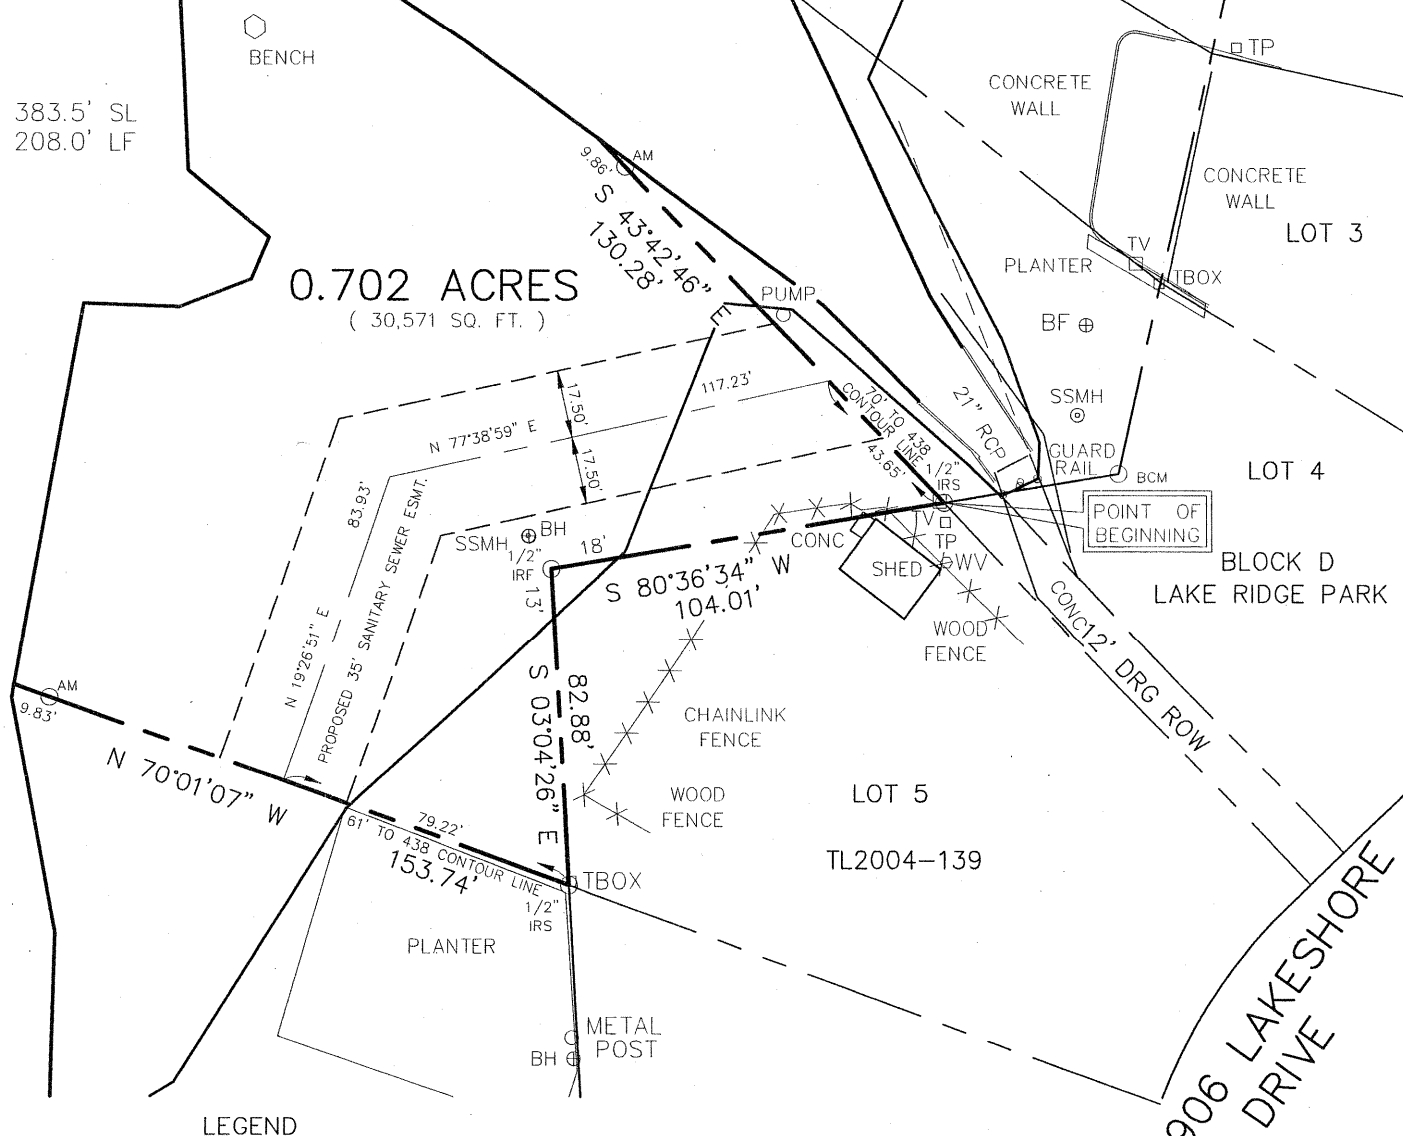 BENCH
383.5' SL
208.0' LF
0.702 ACRES
( 30,571 SQ. FT. )
AM
9.86'
S 43°42'46" E
130.28'
PUMP
CONCRETE
WALL
TP
CONCRETE
WALL
LOT 3
TV
PLANTER
TBOX
BF
SSMH
GUARD
RAIL
BCM
LOT 4
21" RCP
70' TO 438
CONTOUR LINE
43.65'
1/2"
IRS
117.23'
17.50'
17.50'
N 77°38'59" E
83.93'
N 19°26'51" E
PROPOSED 35' SANITARY SEWER ESMT.
SSMH
BH
1/2"
IRF
18'
13'
S 80°36'34" W
104.01'
CONC
SHED
TV
TP
WV
POINT OF
BEGINNING
BLOCK D
LAKE RIDGE PARK
WOOD
FENCE
CONC
12' DRG ROW
AM
9.83'
N 70°01'07" W
153.74'
79.22'
61' TO 438 CONTOUR LINE
82.88'
S 03°04'26" E
CHAINLINK
FENCE
WOOD
FENCE
LOT 5
TL2004-139
TBOX
1/2"
IRS
PLANTER
METAL
POST
BH
906 LAKESHORE
DRIVE
LEGEND